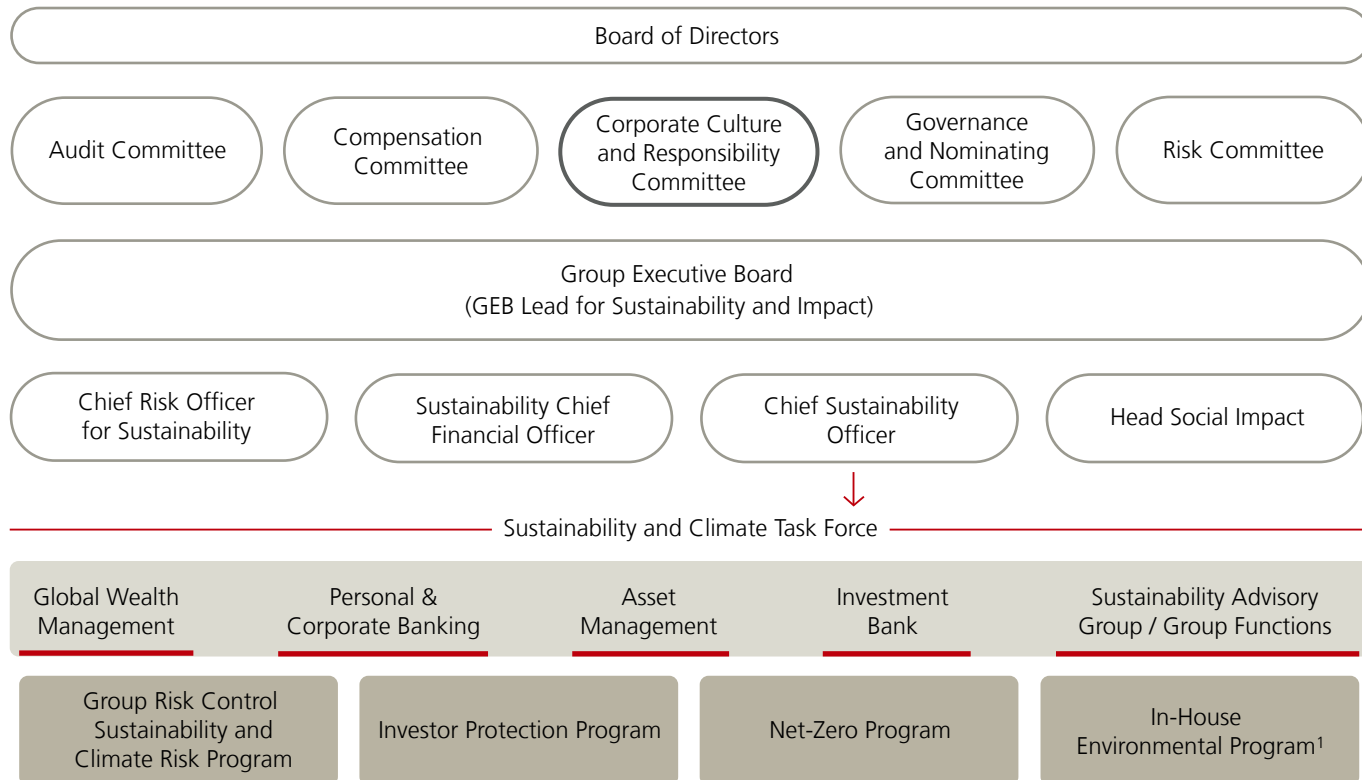 Board of Directors
Audit Committee
Compensation
Committee
Corporate Culture
and Responsibility
Committee
Governance
and Nominating
Committee
Risk Committee
Group Executive Board
(GEB Lead for Sustainability and Impact)
Chief Risk Officer
for Sustainability
Sustainability Chief
Financial Officer
Chief Sustainability
Officer
Head Social Impact
Sustainability and Climate Task Force
Global Wealth
Management
Personal &
Corporate Banking
Asset
Management
Investment
Bank
Sustainability Advisory
Group / Group Functions
Group Risk Control
Sustainability and
Climate Risk Program
Investor Protection Program
Net-Zero Program
In-House
Environmental Program¹